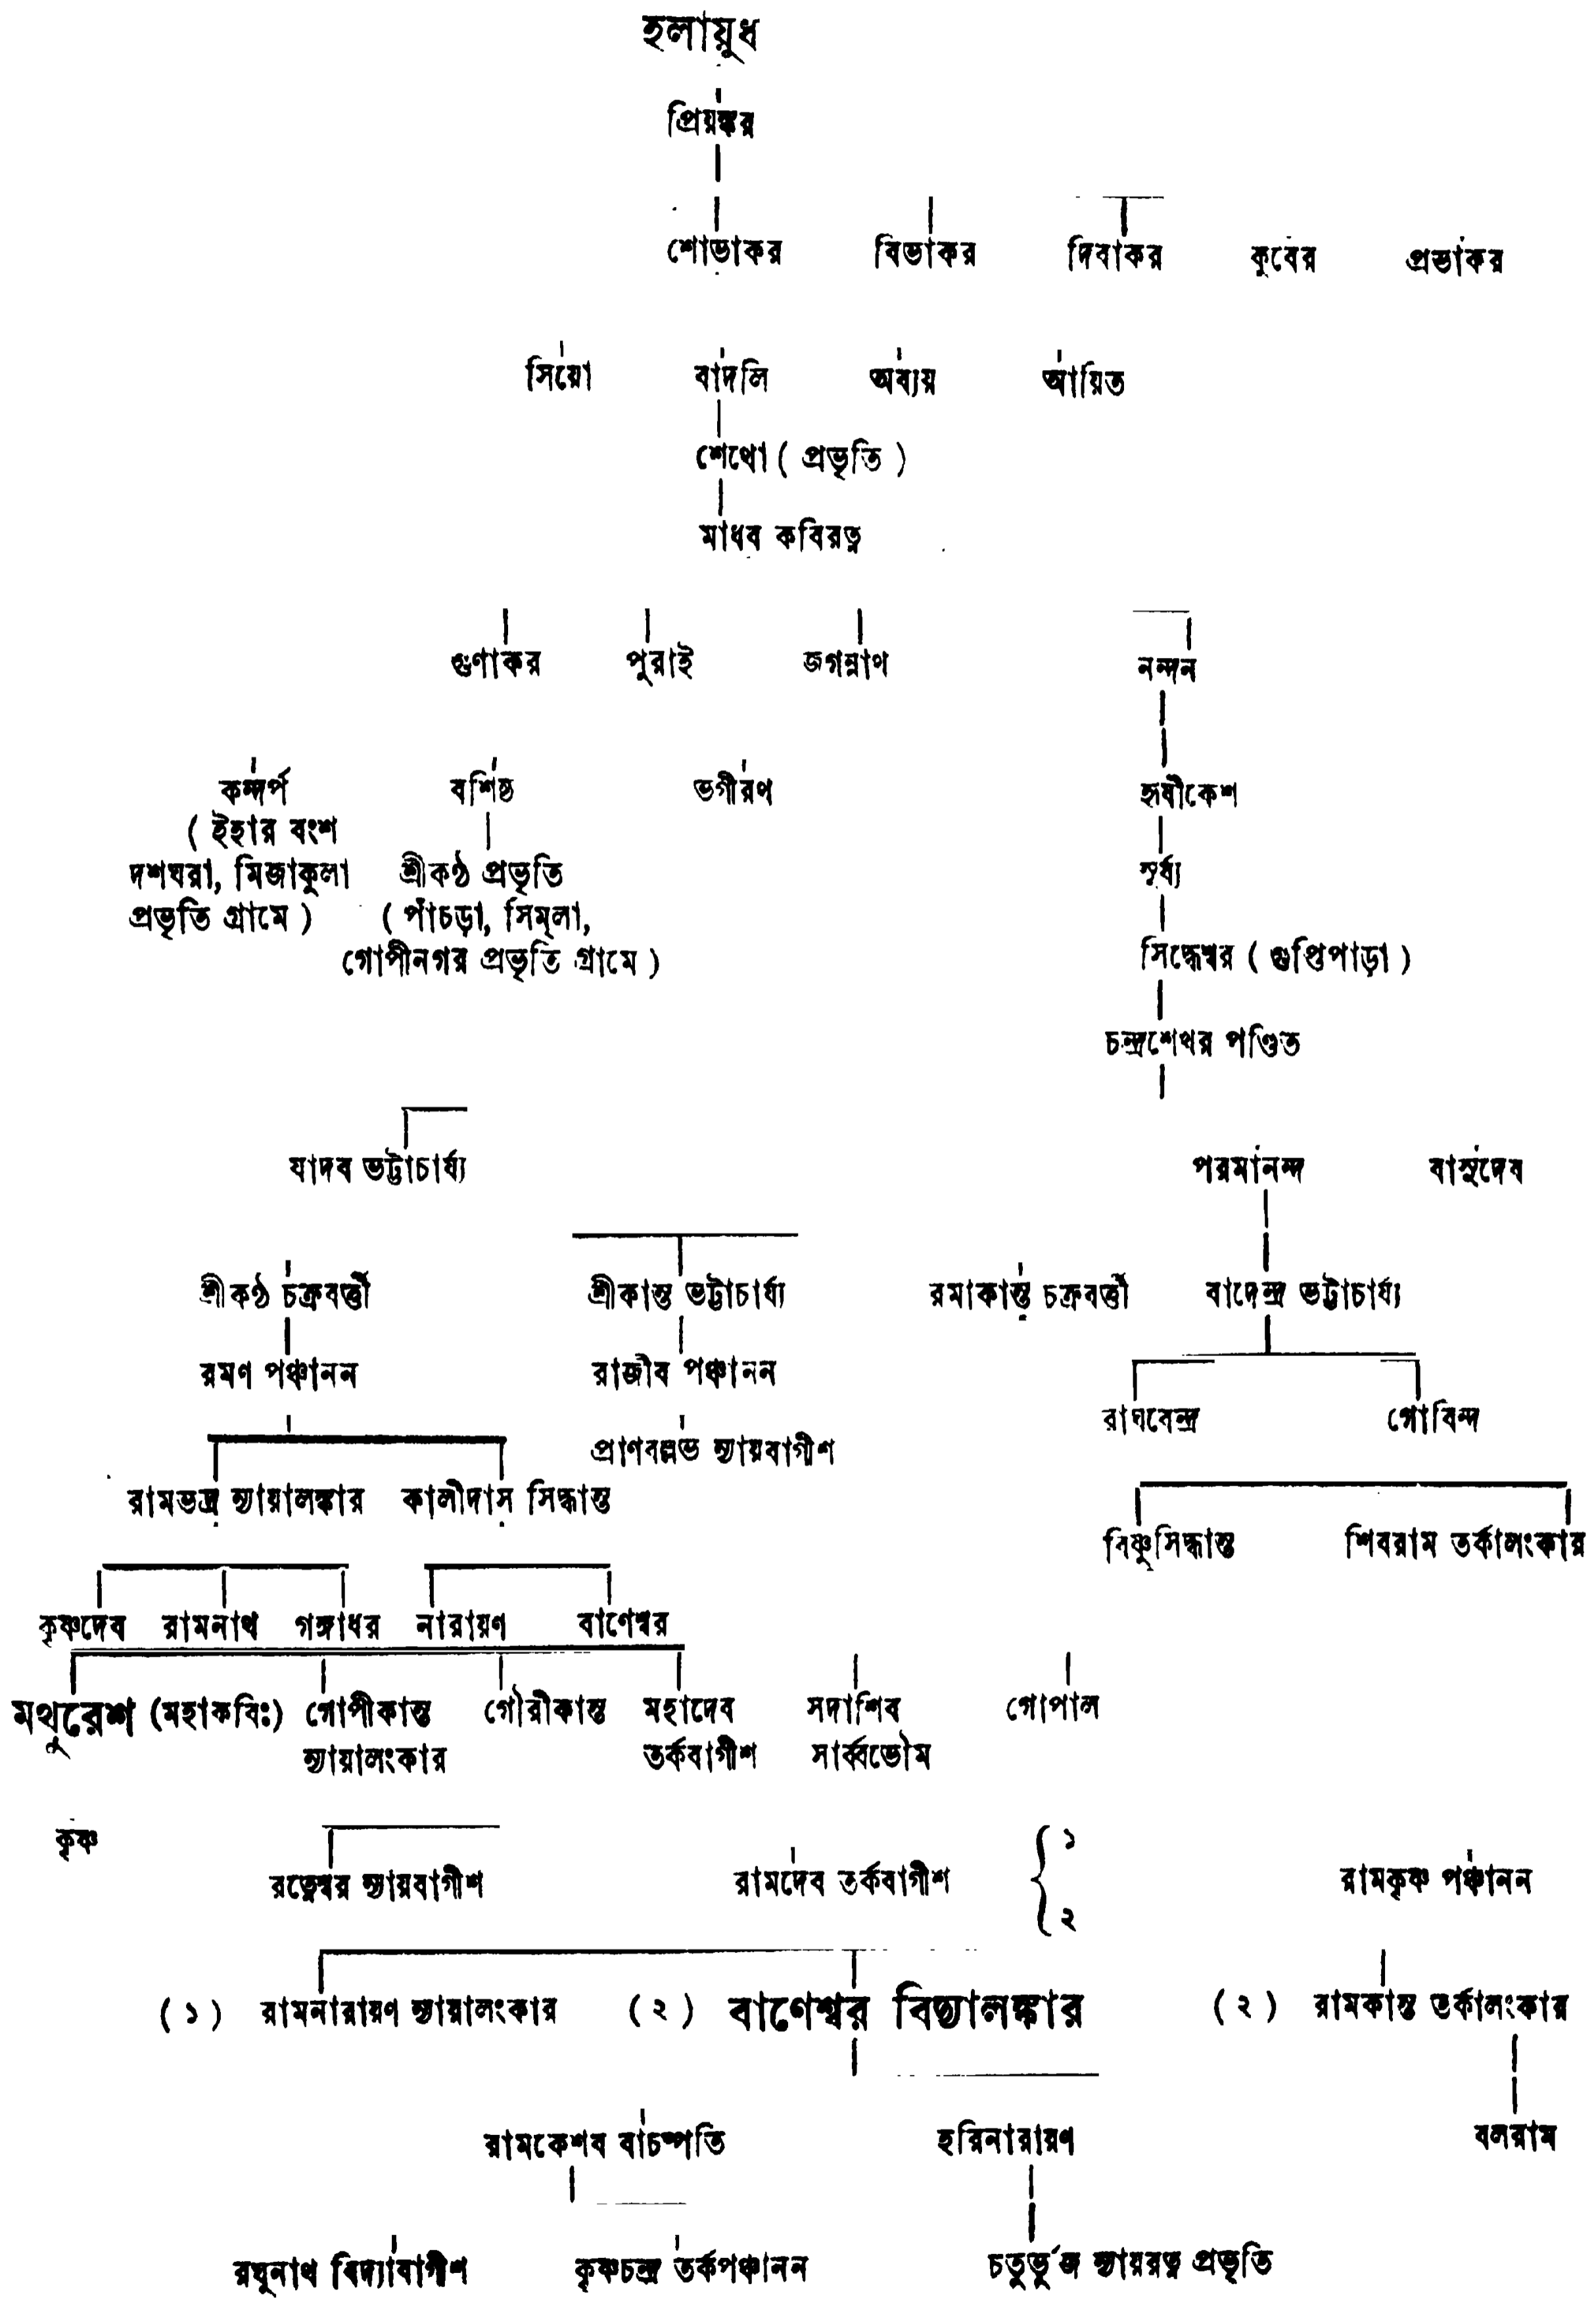 হলায়ুধ
প্রিয়ঙ্কর
শোভাকর বিভাকর দিবাকর কুবের প্রভাকর
সিয়ো বাদলি অব্যয় আয়িত
শেখো ( প্রভৃতি )
মাধব কবিরত্ন
গুণাকর পুরাই জগন্নাথ নন্দন
কন্দর্প বশিষ্ঠ ভগীরথ হৃষীকেশ
( ইহার বংশ
দশঘরা, মিজাকুলা শ্রীকণ্ঠ প্রভৃতি সূর্য্য
প্রভৃতি গ্রামে ) ( পাঁচড়া, সিম্‌লা,
গোপীনগর প্রভৃতি গ্রামে ) সিদ্ধেশ্বর ( গুপ্তিপাড়া )
চন্দ্রশেখর পণ্ডিত
যাদব ভট্টাচার্য্য পরমানন্দ বাসুদেব
শ্রীকণ্ঠ চক্রবর্ত্তী শ্রীকান্ত ভট্টাচার্য্য রমাকান্ত চক্রবর্ত্তী বাদেন্দ্র ভট্টাচার্য্য
রমণ পঞ্চানন রাজীব পঞ্চানন
রাঘবেন্দ্র গোবিন্দ
প্রাণবল্লভ ন্যায়বাগীশ
রামভদ্র ন্যায়ালঙ্কার কালীদাস সিদ্ধান্ত
বিষ্ণুসিদ্ধান্ত শিবরাম তর্কালংকার
কৃষ্ণদেব রামনাথ গঙ্গাধর নারায়ণ বাণেশ্বর
মথুরেশ (মহাকবিঃ) গোপীকান্ত গৌরীকান্ত মহাদেব সদাশিব গোপাল
ন্যায়ালংকার তর্কবাগীশ সার্ব্বভৌম
কৃষ্ণ ১
রত্নেশ্বর ন্যায়বাগীশ রামদেব তর্কবাগীশ রামকৃষ্ণ পঞ্চানন
২
( ১ ) রামনারায়ণ ন্যায়ালংকার ( ২ ) বাণেশ্বর বিদ্যালঙ্কার ( ২ ) রামকান্ত তর্কালংকার
রামকেশব বাচষ্পতি হরিনারায়ণ বলরাম
রঘুনাথ বিদ্যাবাগীশ কৃষ্ণচন্দ্র তর্কপঞ্চানন চতুর্ভুজ ন্যায়রত্ন প্রভৃতি